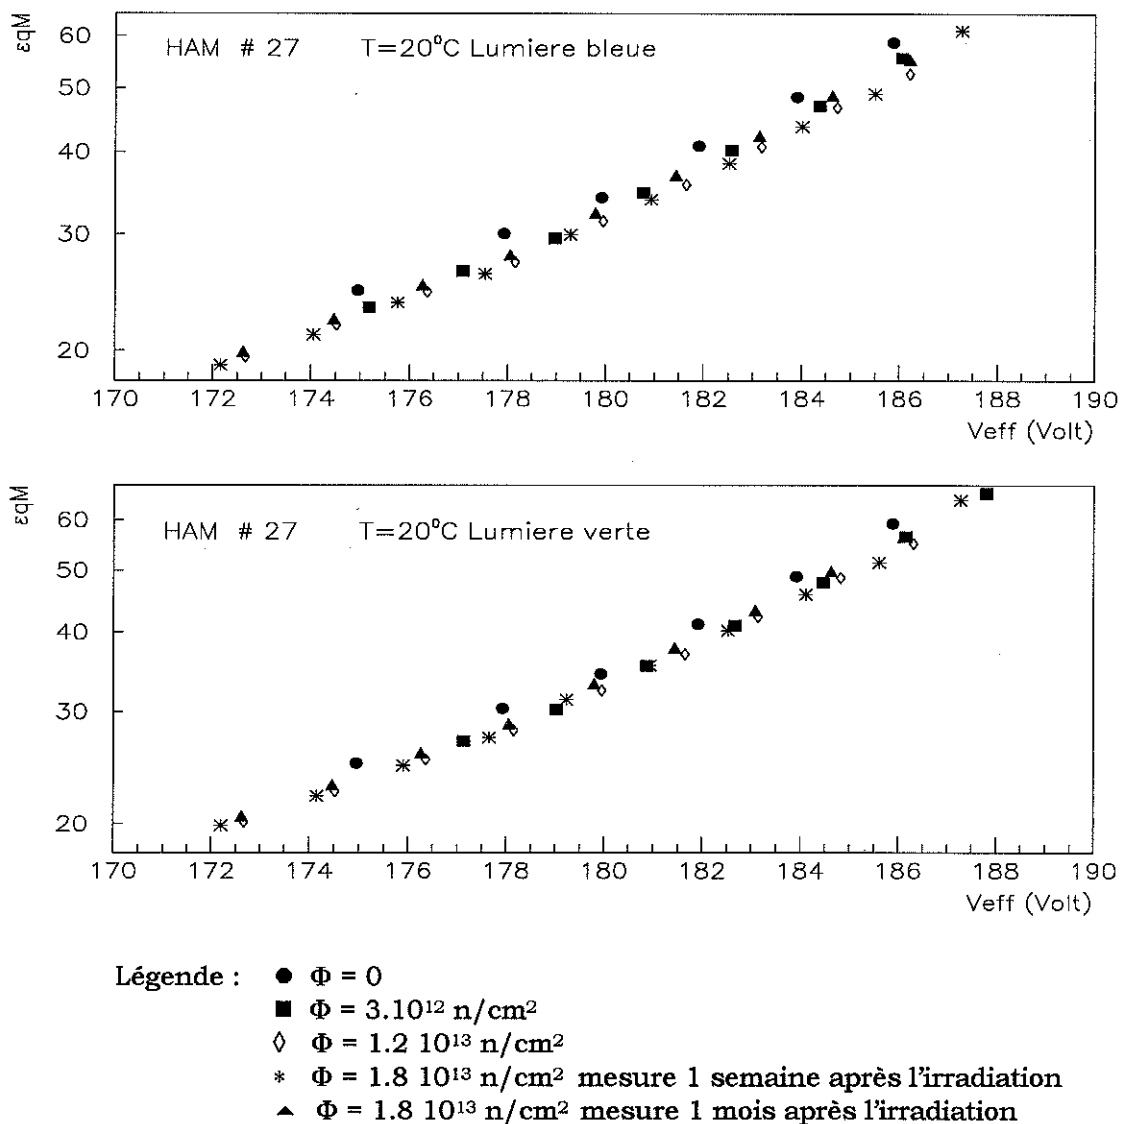 εqM
60
50
40
30
20
HAM # 27 T=20⁰C Lumiere bleue
170 172 174 176 178 180 182 184 186 188 190
Veff (Volt)
εqM
60
50
40
30
20
HAM # 27 T=20⁰C Lumiere verte
170 172 174 176 178 180 182 184 186 188 190
Veff (Volt)
Légende : ● Φ = 0
■ Φ = 3.10¹² n/cm²
◊ Φ = 1.2 10¹³ n/cm²
* Φ = 1.8 10¹³ n/cm² mesure 1 semaine après l'irradiation
▲ Φ = 1.8 10¹³ n/cm² mesure 1 mois après l'irradiation